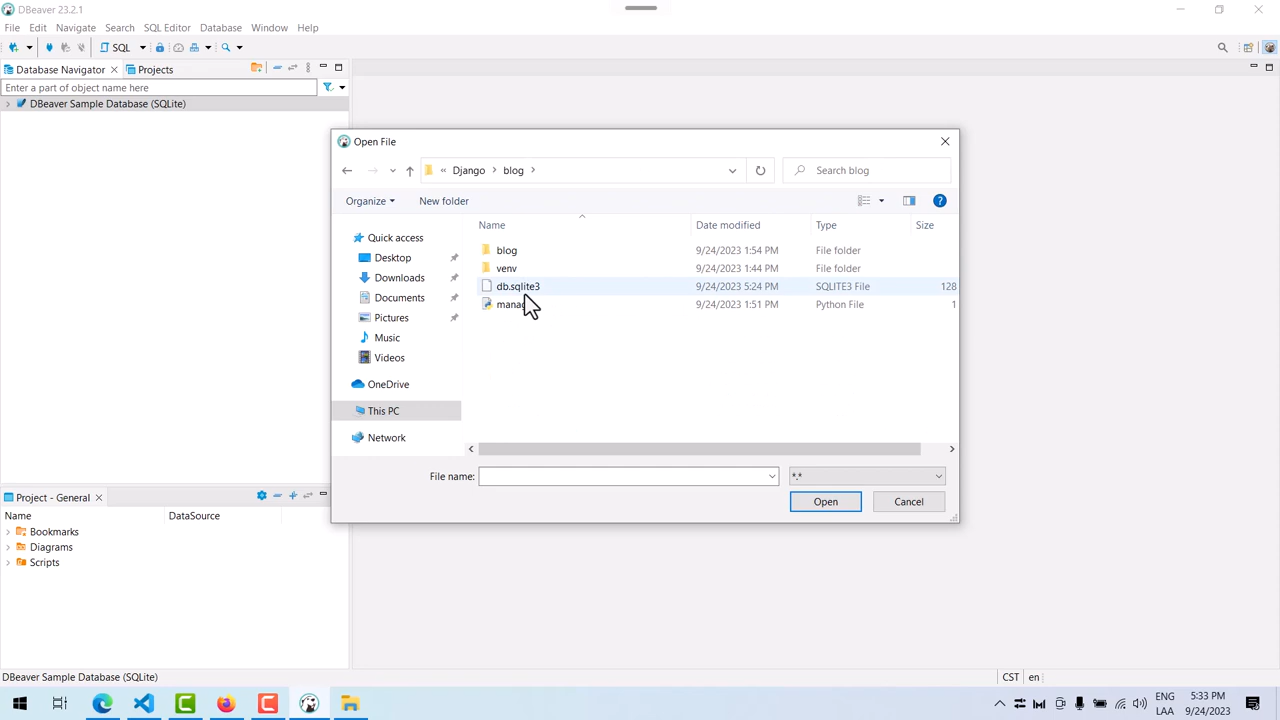 DBeaver 23.2.1
File Edit Navigate Search SQL Editor Database Window Help
SQL
Database Navigator Projects
Enter a part of object name here
DBeaver Sample Database (SQLite)
Open File
« Django > blog >
Search blog
Organize New folder
Quick access
Desktop
Downloads
Documents
Pictures
Music
Videos
OneDrive
This PC
Network
Name Date modified Type Size
blog 9/24/2023 1:50 PM File folder
venv 9/24/2023 1:44 PM File folder
db.sqlite3 9/24/2023 5:24 PM SQLITE3 File 128
9/24/2023 1:51 PM Python File 1
File name: *.*
Open Cancel
Project - General
Name DataSource
Bookmarks
Diagrams
Scripts
DBeaver Sample Database (SQLite) CST en
ENG 5:33 PM
LAA 9/24/2023